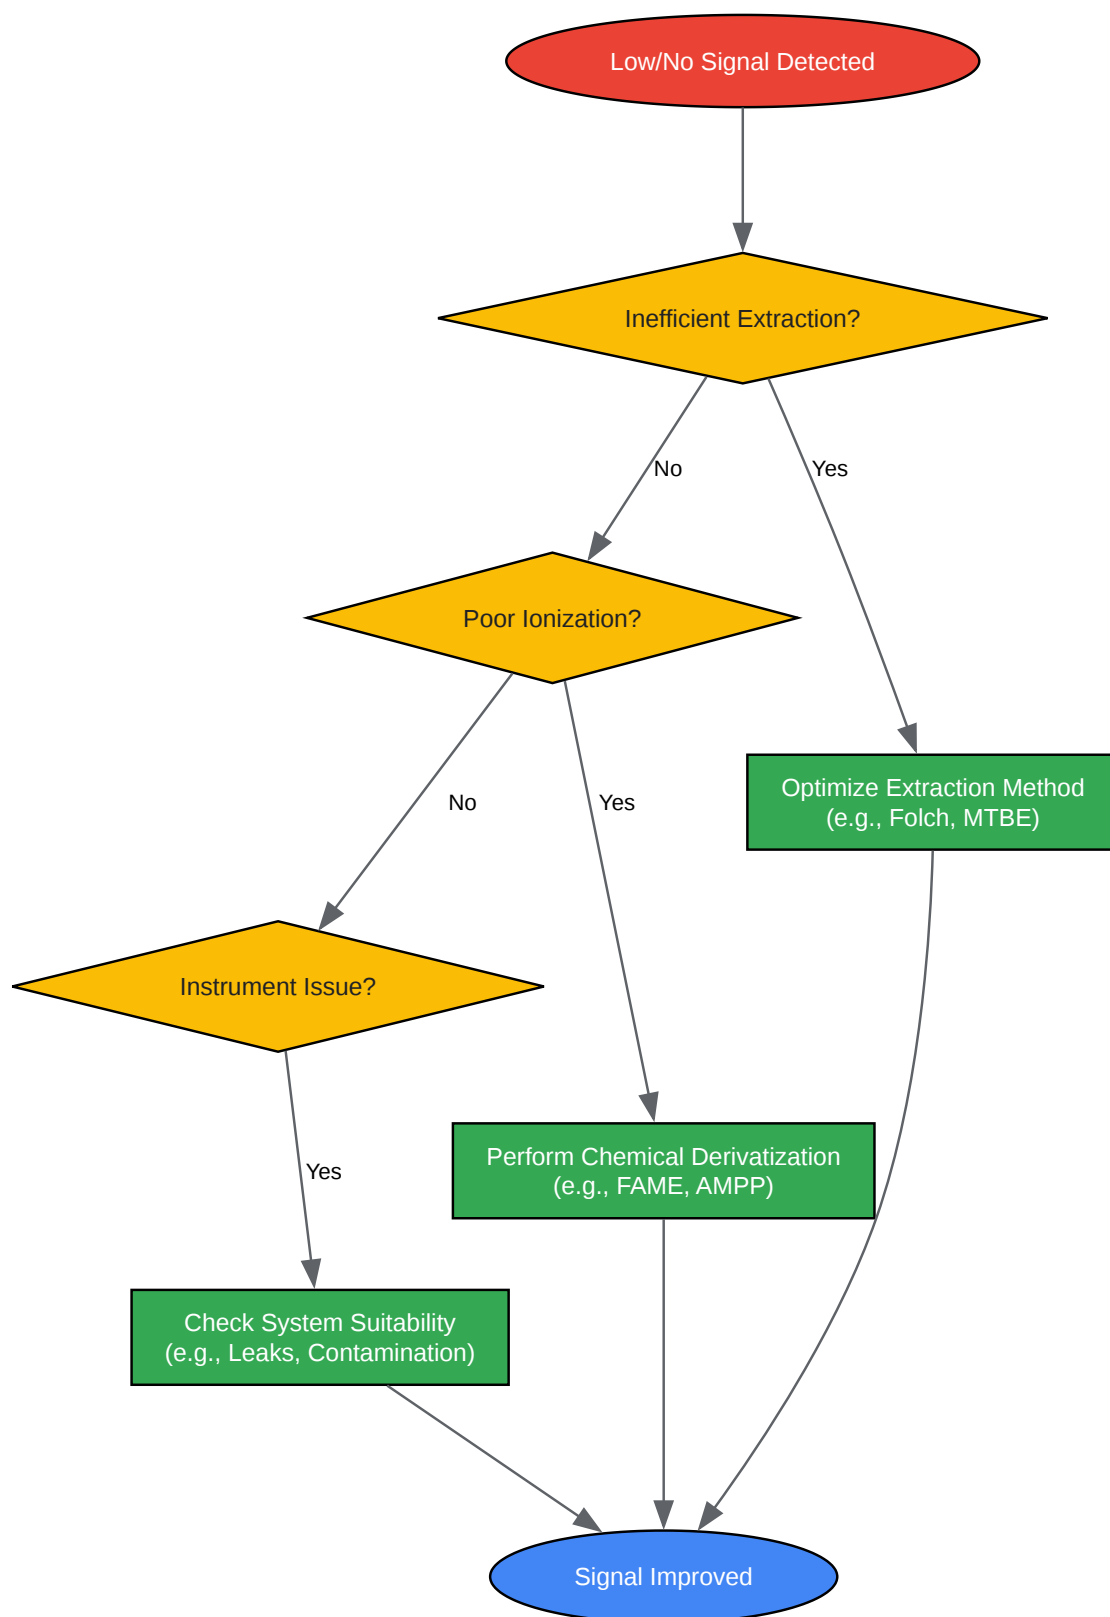 Low/No Signal Detected
Inefficient Extraction?
No
Yes
Poor Ionization?
Optimize Extraction Method
(e.g., Folch, MTBE)
No
Yes
Instrument Issue?
Perform Chemical Derivatization
(e.g., FAME, AMPP)
Yes
Check System Suitability
(e.g., Leaks, Contamination)
Signal Improved